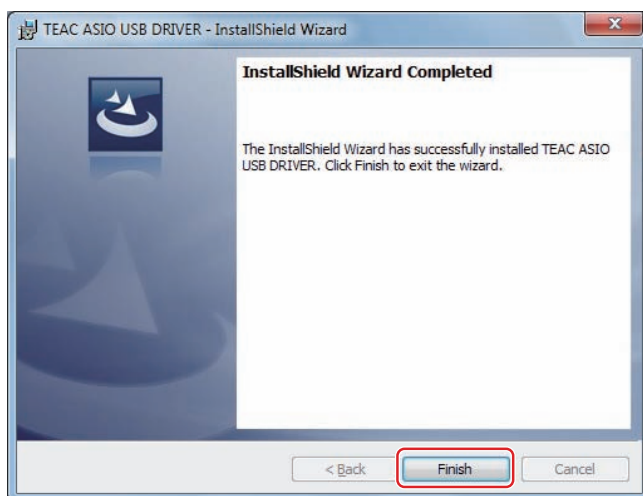 TEAC ASIO USB DRIVER - InstallShield Wizard
InstallShield Wizard Completed
The InstallShield Wizard has successfully installed TEAC ASIO
USB DRIVER. Click Finish to exit the wizard.
< Back
Finish
Cancel